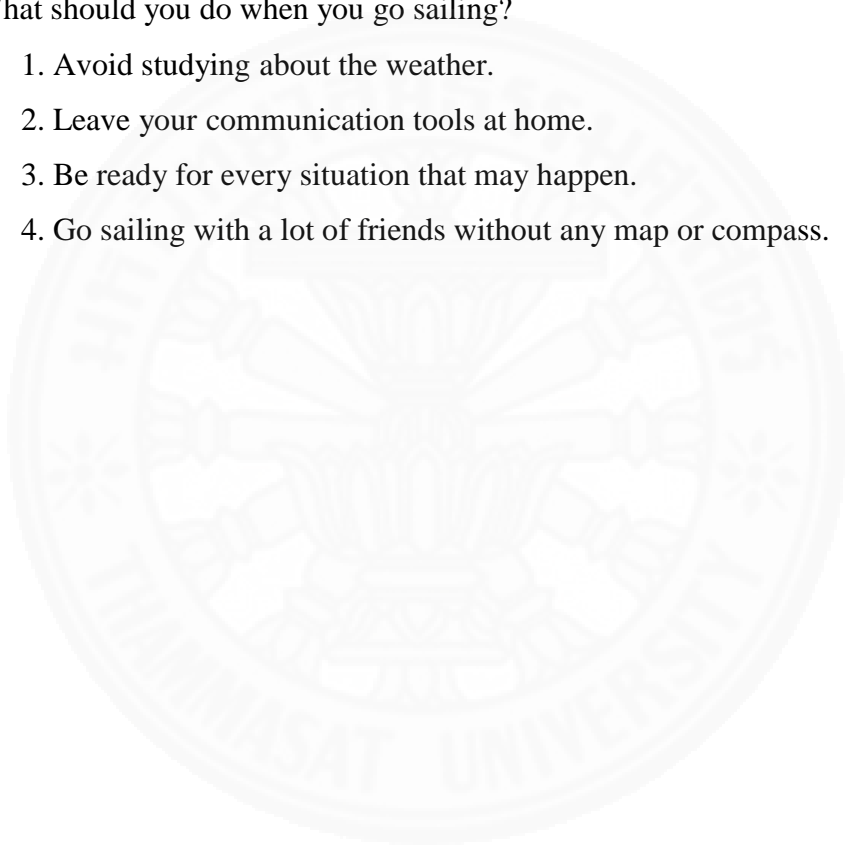 What should you do when you go sailing?
1. Avoid studying about the weather.
2. Leave your communication tools at home.
3. Be ready for every situation that may happen.
4. Go sailing with a lot of friends without any map or compass.
THAMMASAT UNIVERSITY